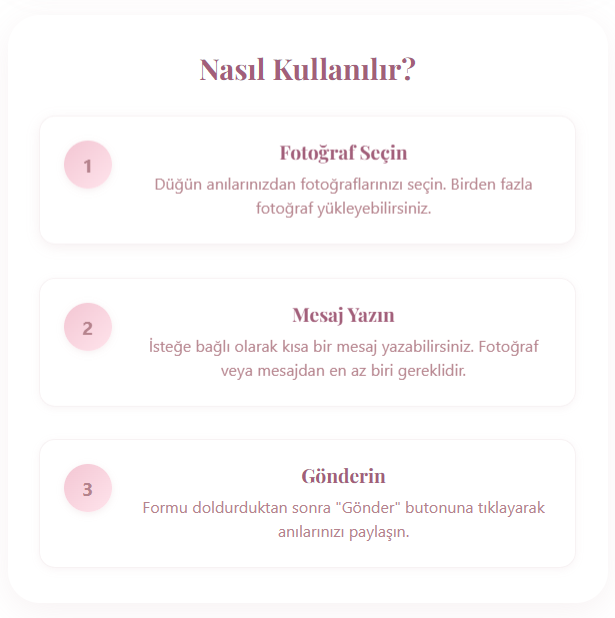 Nasıl Kullanılır?
1
Fotoğraf Seçin
Düğün anılarınızdan fotoğraflarınızı seçin. Birden fazla
fotoğraf yükleyebilirsiniz.
2
Mesaj Yazın
İsteğe bağlı olarak kısa bir mesaj yazabilirsiniz. Fotoğraf
veya mesajdan en az biri gereklidir.
3
Gönderin
Formu doldurduktan sonra "Gönder" butonuna tıklayarak
anılarınızı paylaşın.